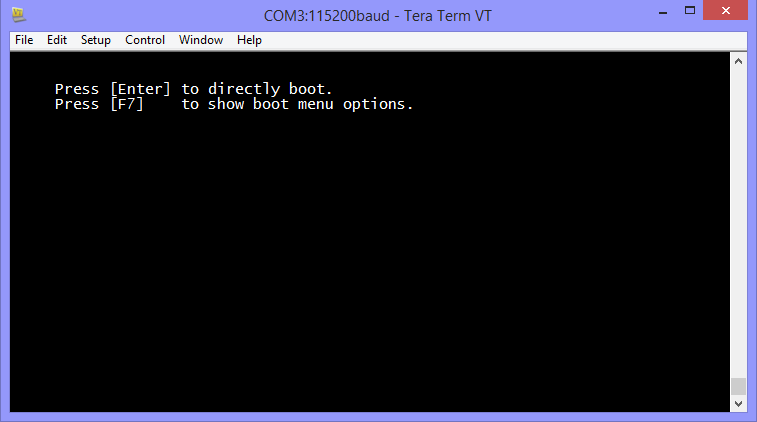 COM3:115200baud - Tera Term VT
File Edit Setup Control Window Help
Press [Enter] to directly boot.
Press [F7]    to show boot menu options.